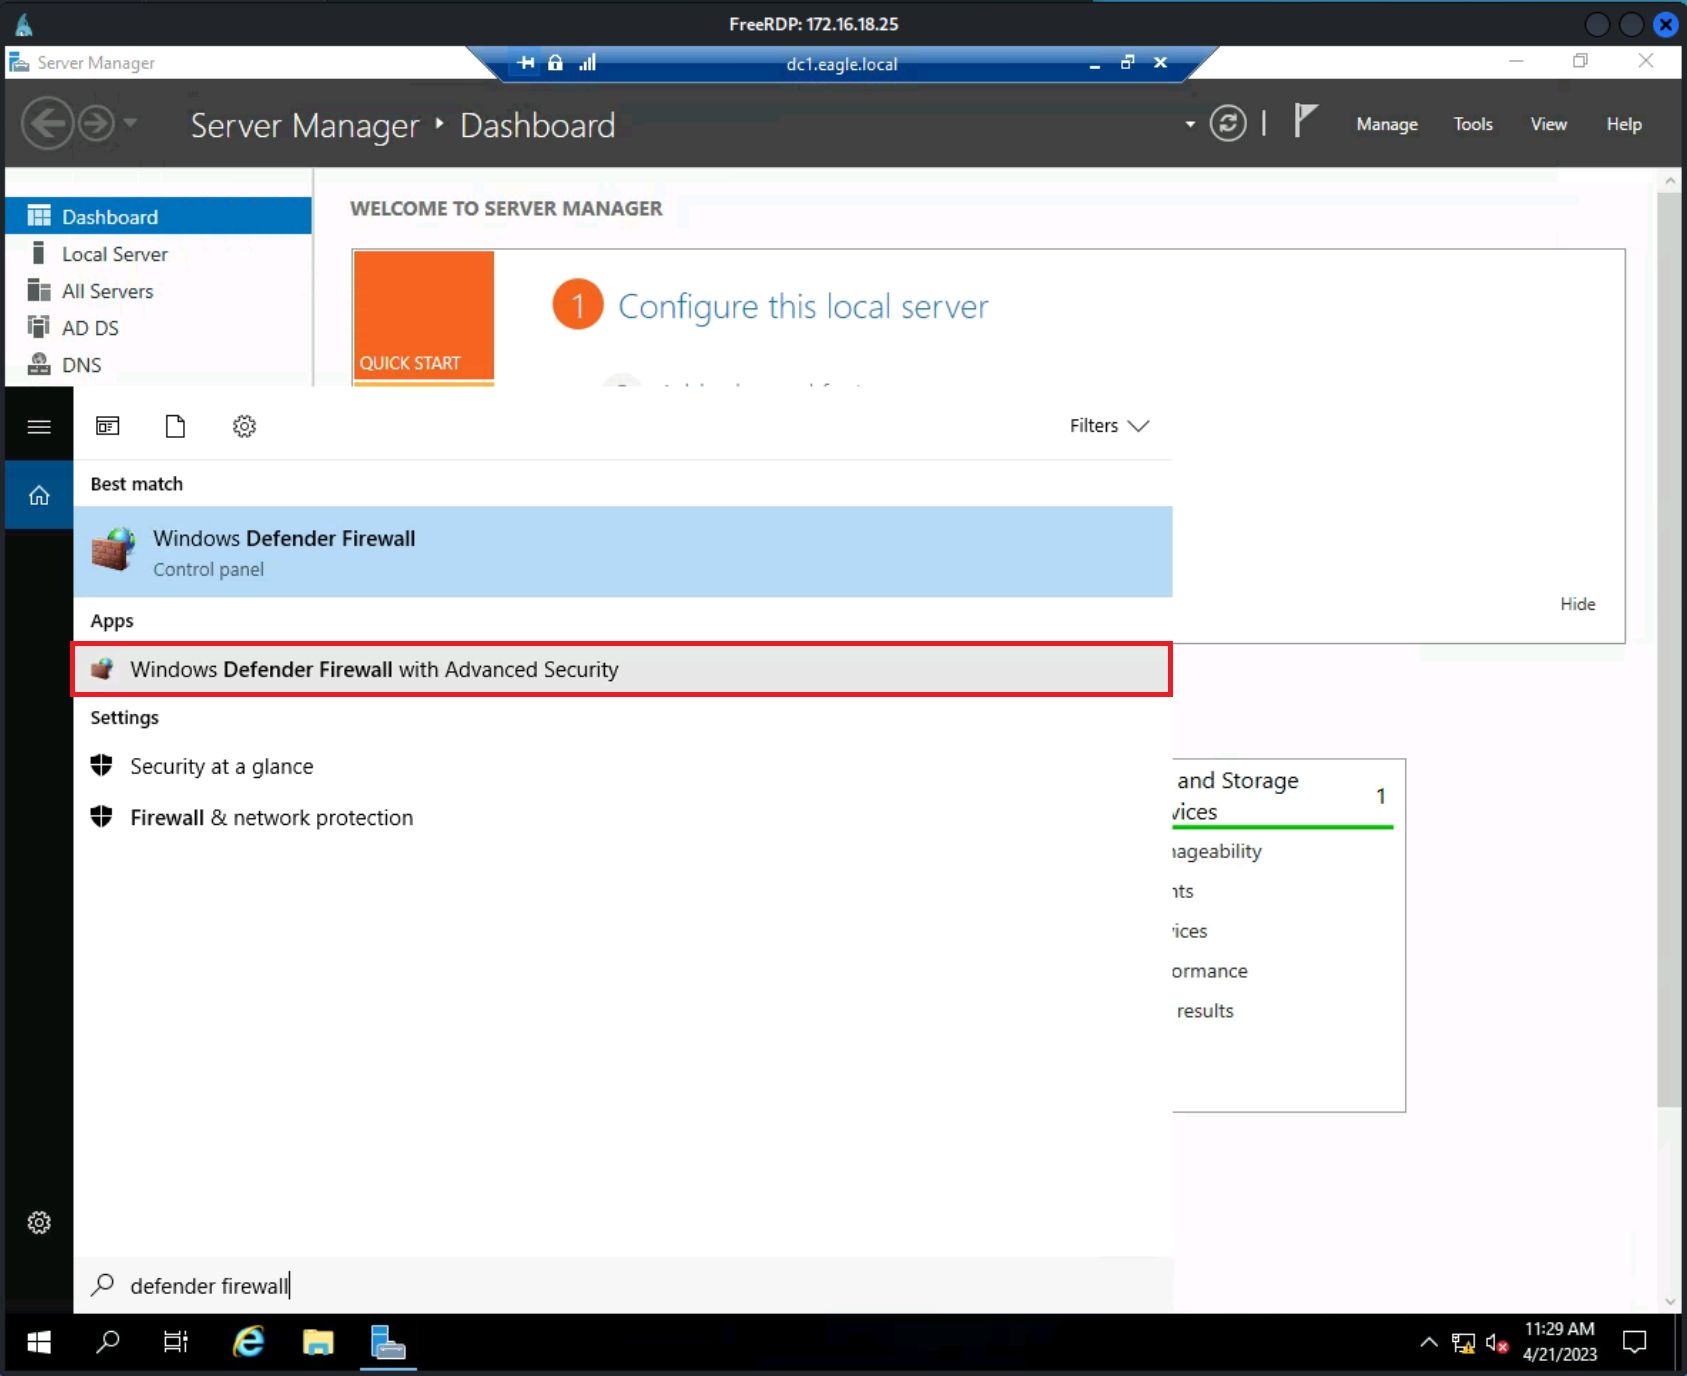 FreeRDP: 172.16.18.25
Server Manager
dc1.eagle.local
Server Manager ‣ Dashboard
Manage
Tools
View
Help
Dashboard
Local Server
All Servers
AD DS
DNS
WELCOME TO SERVER MANAGER
QUICK START
1 Configure this local server
Hide
Filters
Best match
Windows Defender Firewall
Control panel
Apps
Windows Defender Firewall with Advanced Security
Settings
Security at a glance
Firewall & network protection
and Storage
vices
1
nageability
nts
vices
ormance
results
defender firewall
11:29 AM
4/21/2023